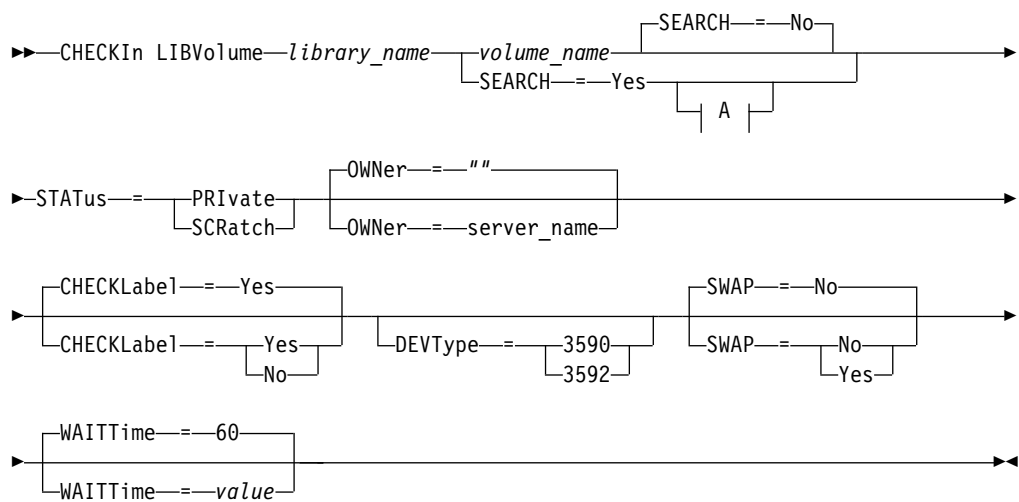 SEARCH = No
CHECKIn LIBVolume library_name volume_name
SEARCH = Yes
A
OWNer = ""
STATus = PRIvate
SCRatch OWNer = server_name
CHECKLabel = Yes SWAP = No
CHECKLabel = Yes DEVType = 3590 SWAP = No
No 3592 Yes
WAITTime = 60
WAITTime = value